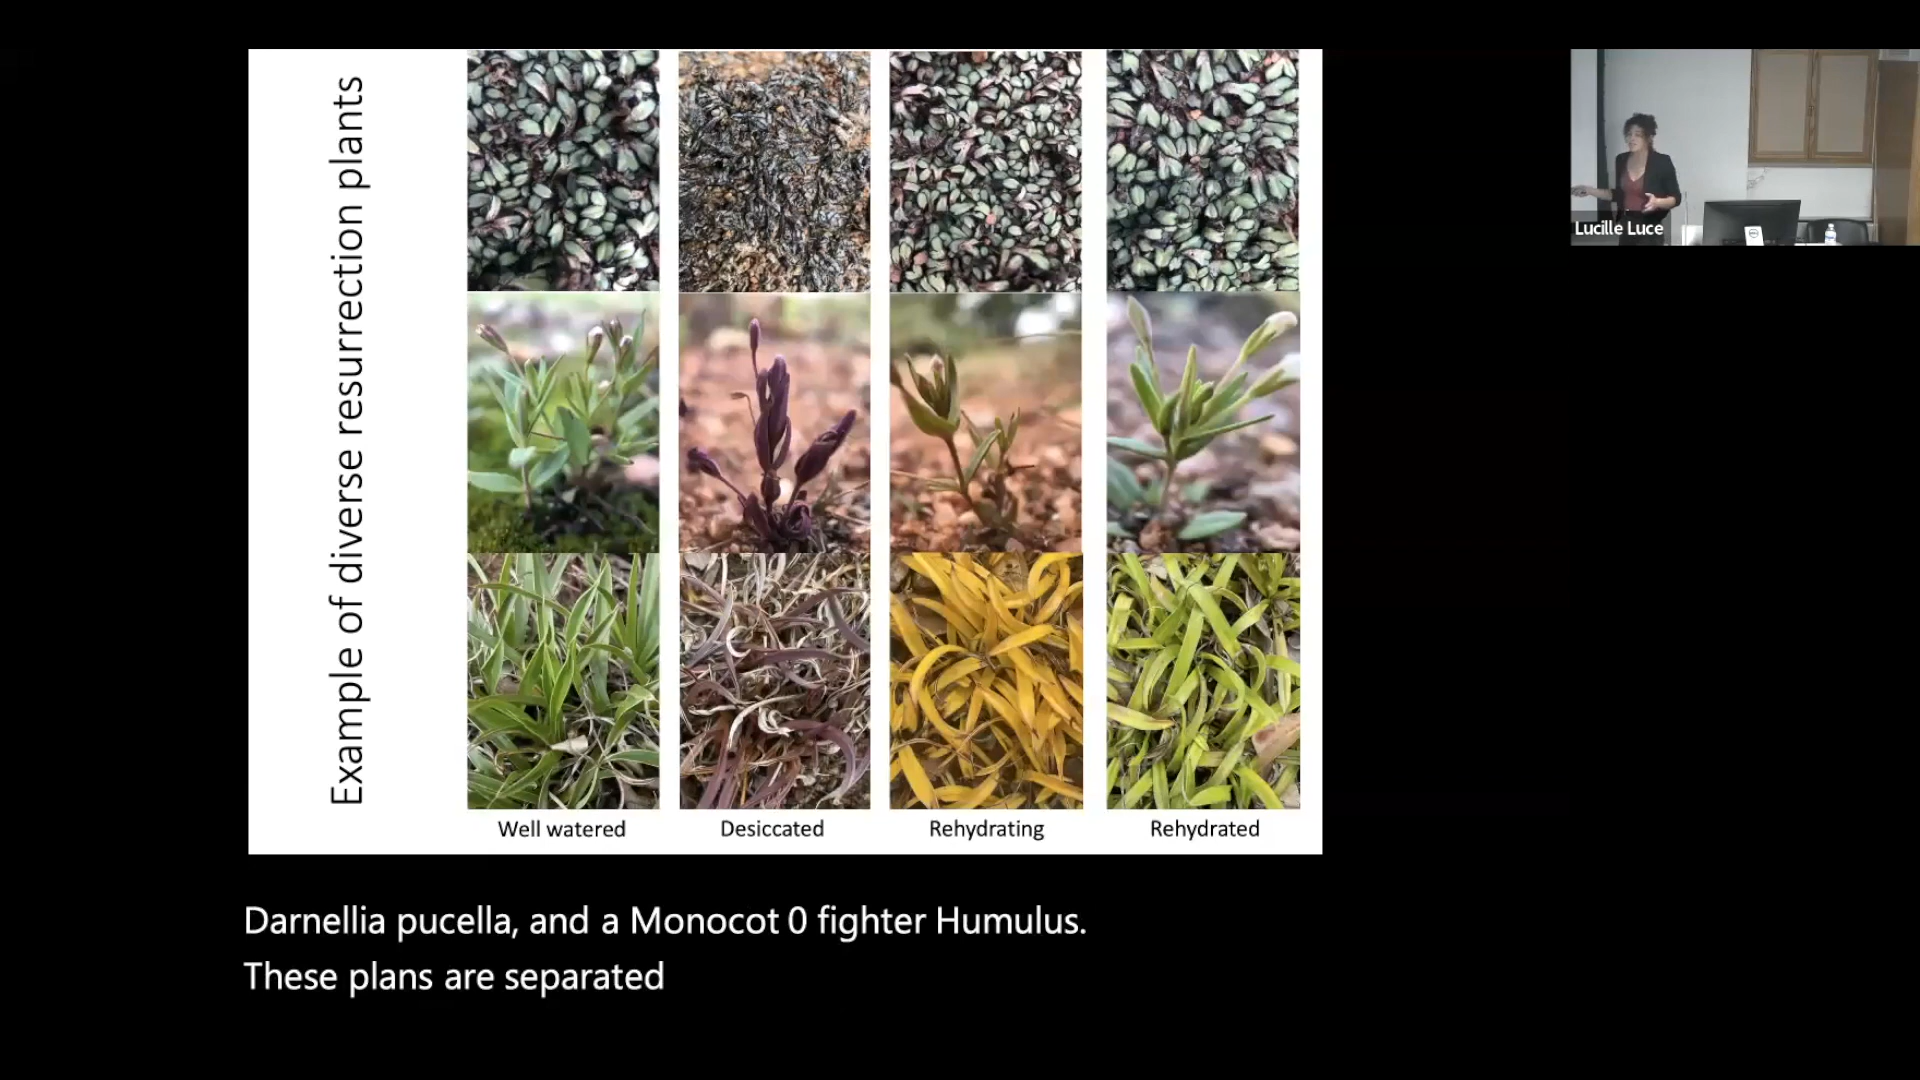 Example of diverse resurrection plants
Lucille Luce
Well watered
Desiccated
Rehydrating
Rehydrated
Darnellia pucella, and a Monocot 0 fighter Humulus.
These plans are separated